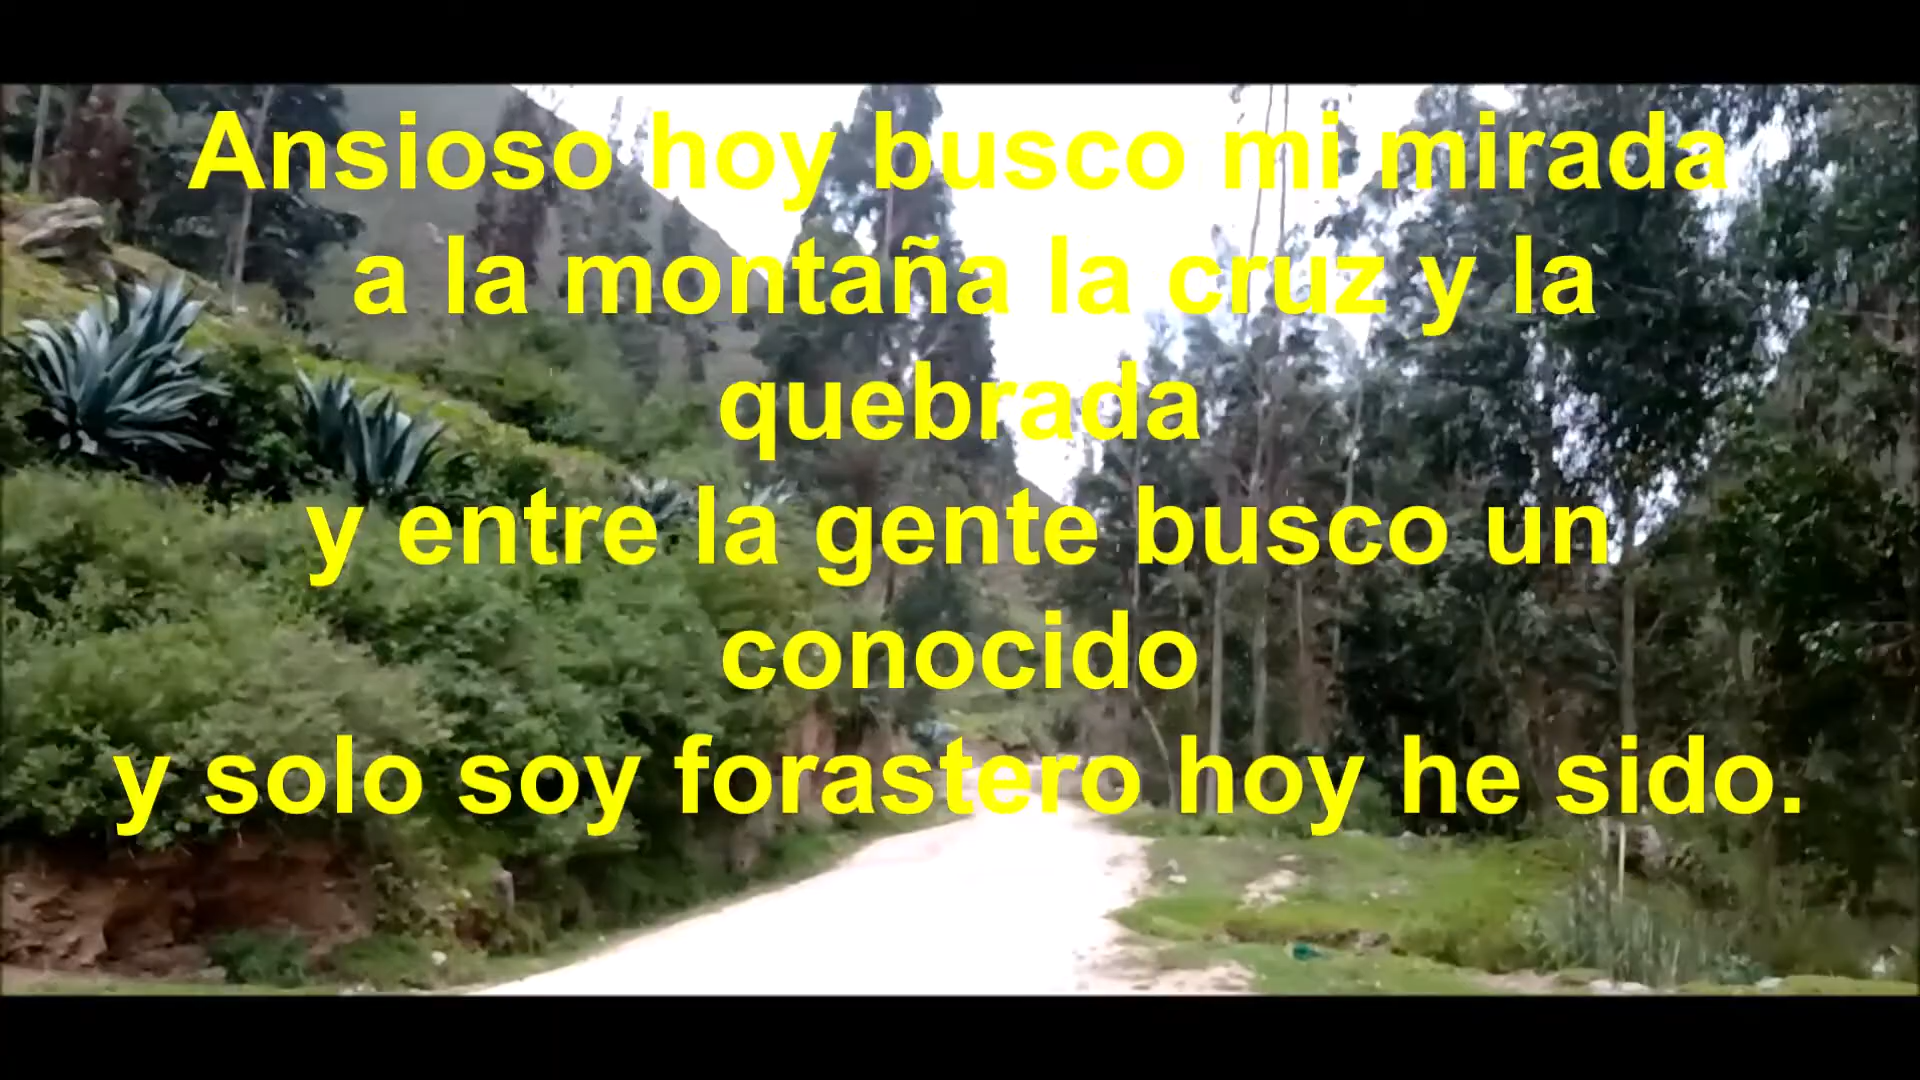 Ansioso hoy busco mi mirada
a la montaña la cruz y la
quebrada
y entre la gente busco un
conocido
y solo soy forastero hoy he sido.